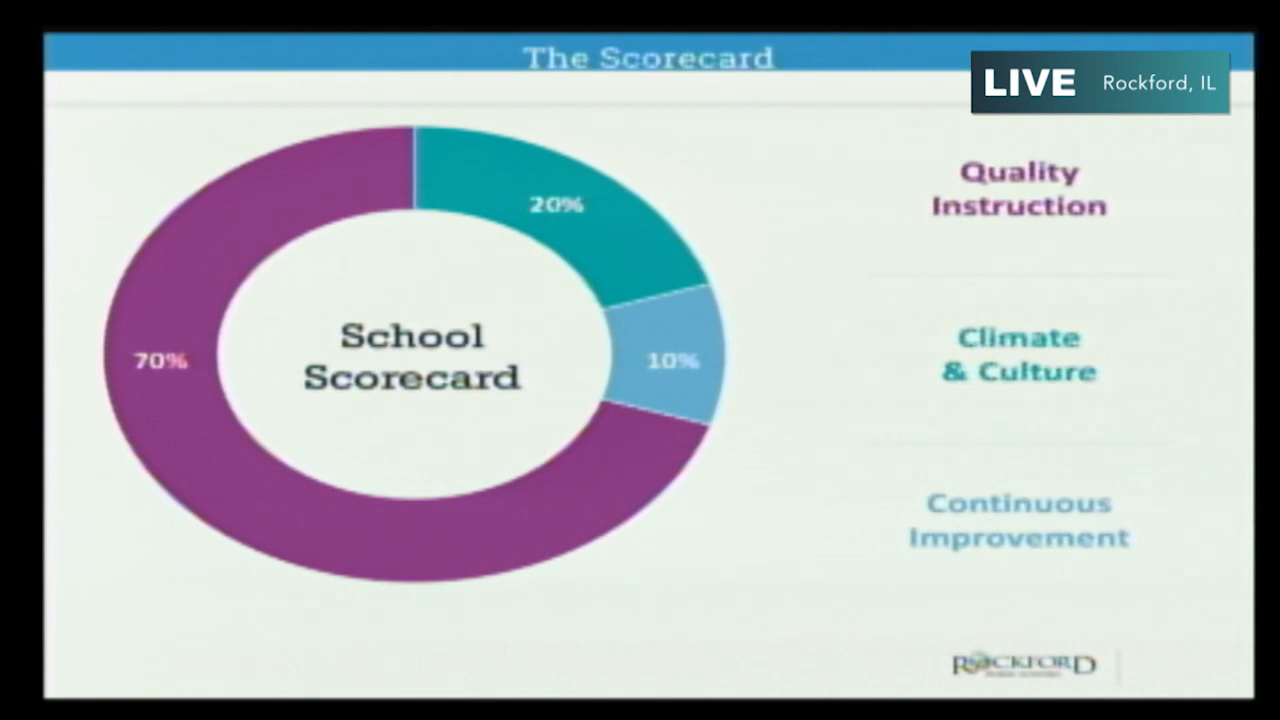 The Scorecard
LIVE Rockford, IL
20%
10%
70%
School
Scorecard
Quality
Instruction
Climate
& Culture
Continuous
Improvement
ROCKFORD